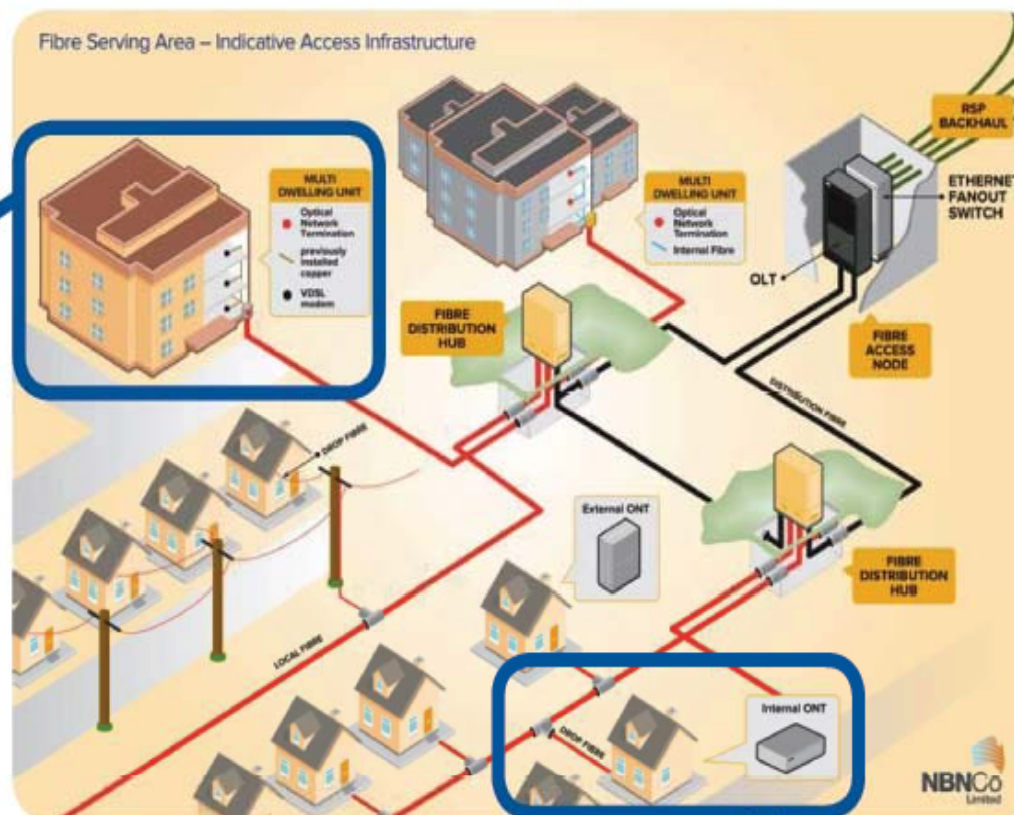 Fibre Serving Area – Indicative Access Infrastructure
RSP
BACKHAUL
MULTI
DWELLING UNIT
Optical
Network
Termination
previously
installed
copper
VDSL
modem
MULTI
DWELLING UNIT
Optical
Network
Termination
Internal Fibre
ETHERNET
FANOUT
SWITCH
OLT
FIBRE
DISTRIBUTION
HUB
FIBRE
ACCESS
NODE
DISTRIBUTION FIBRE
DROP FIBRE
External ONT
FIBRE
DISTRIBUTION
HUB
LOCAL FIBRE
DROP FIBRE
Internal ONT
NBNCo
Limited